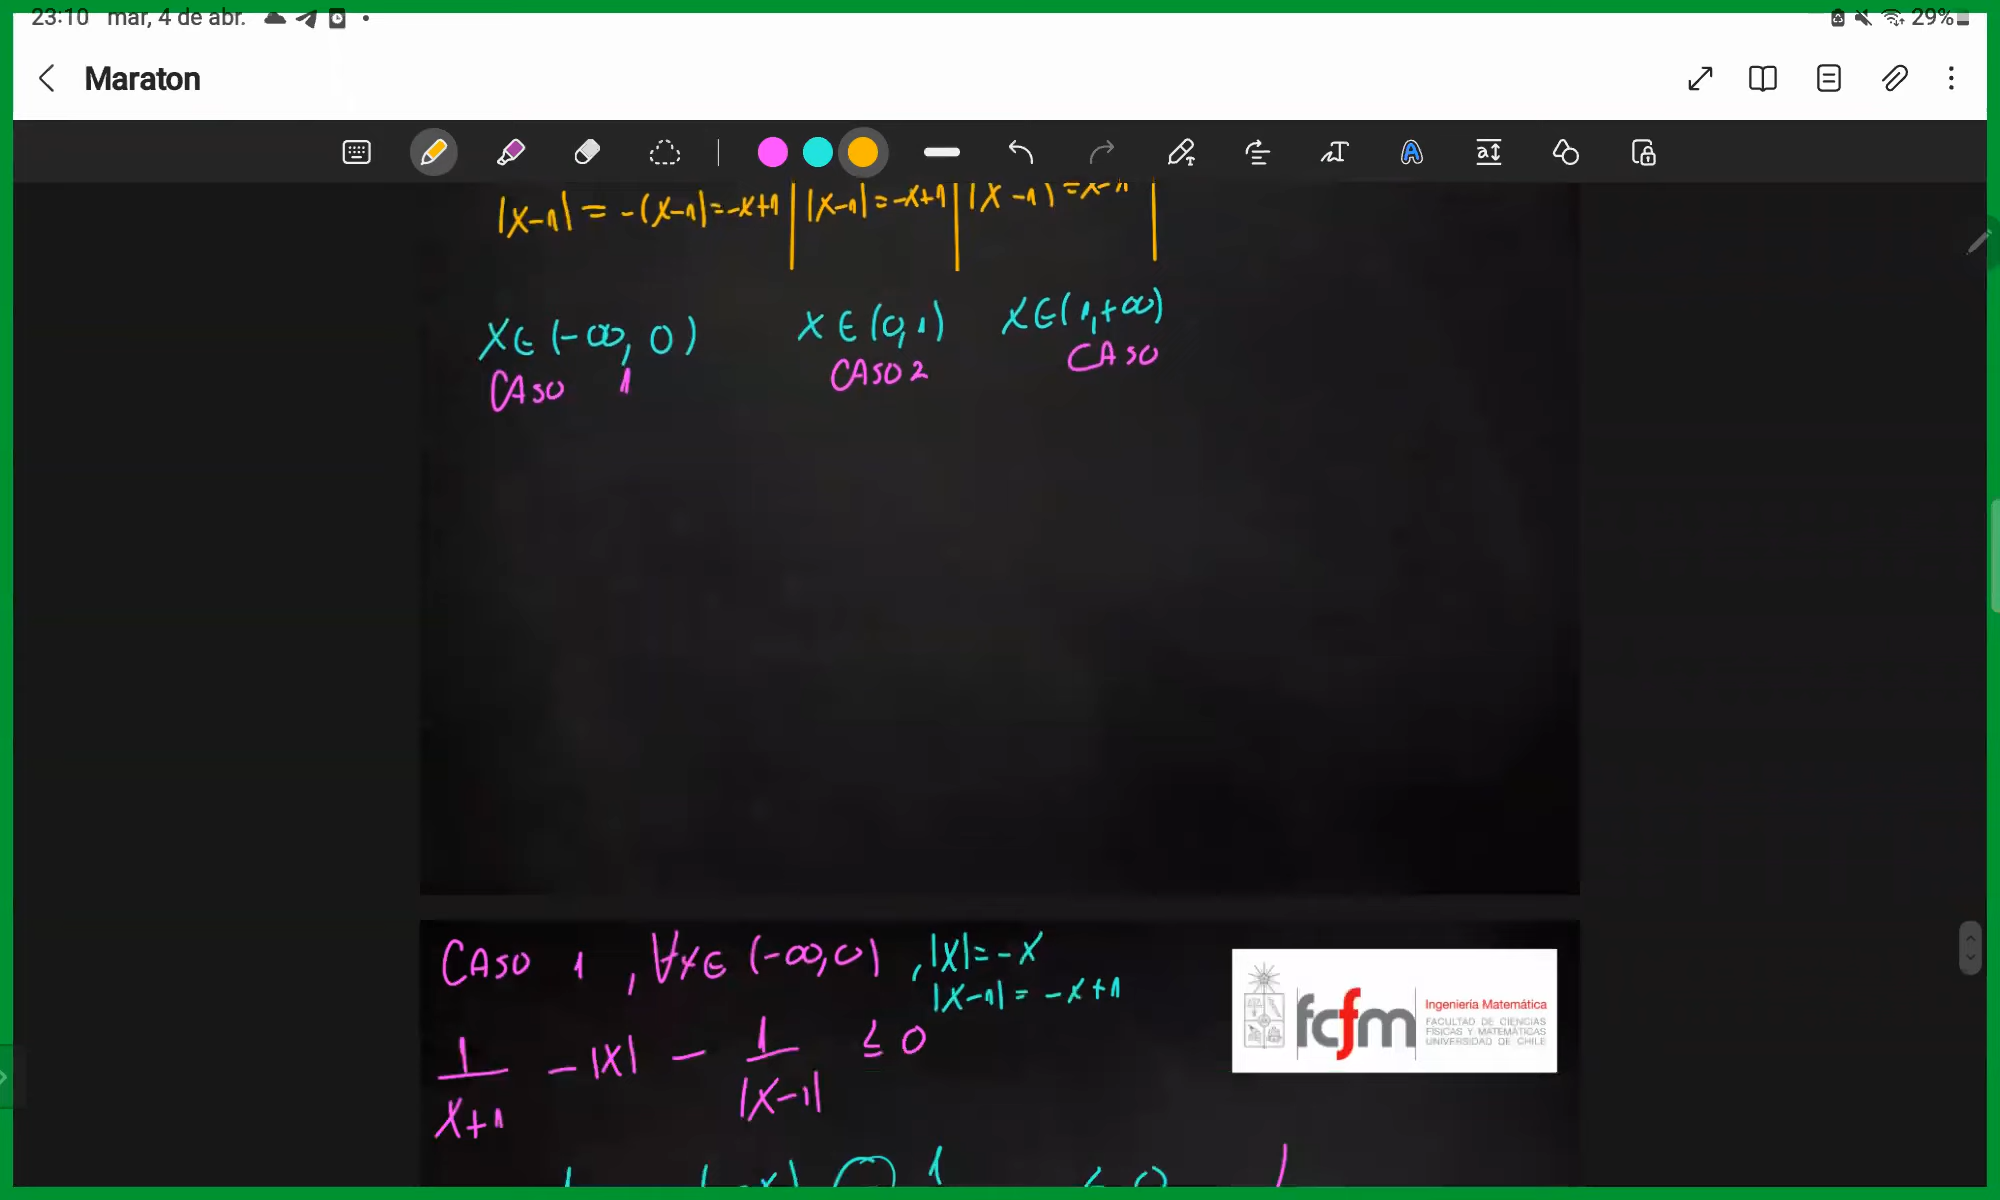 23:10 mar, 4 de abr.
29%
Maraton
|x-1| = -(x-1) = -x+1 | |x-1| = -x+1 | |x-1| = x-1 |
x∈(-∞, 0) x∈(0,1) x∈(1,+∞)
CASO 1 CASO 2 CASO
CASO 1, ∀x∈(-∞,0), |x| = -x
|x-1| = -x+1
1/(x+1) - |x| - 1/|x-1| ≤ 0
fcfm
Ingeniería Matemática
FACULTAD DE CIENCIAS
FÍSICAS Y MATEMÁTICAS
UNIVERSIDAD DE CHILE